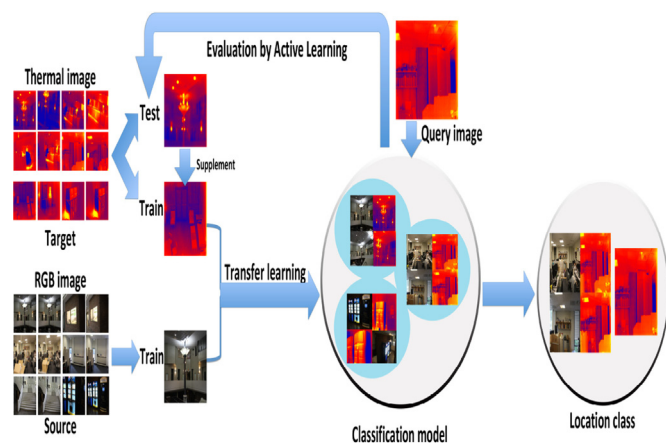 Evaluation by Active Learning
Thermal image
Test
Query image
Supplement
Train
Target
RGB image
Transfer learning
Train
Source
Classification model
Location class